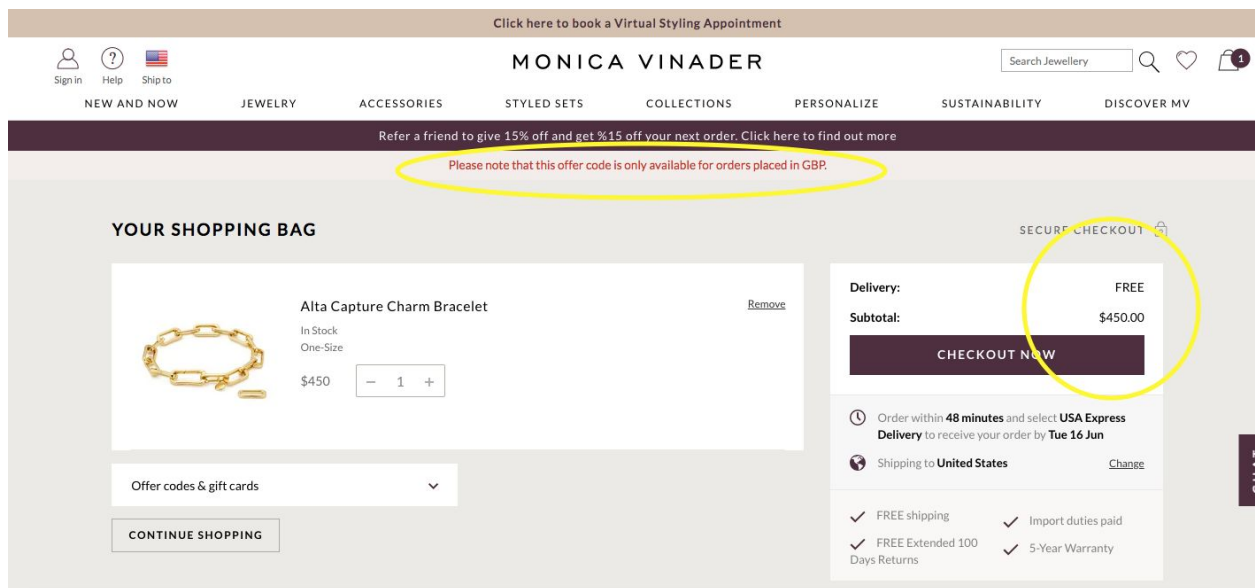 Click here to book a Virtual Styling Appointment
Sign in
Help
Ship to
MONICA VINADER
Search Jewellery
1
NEW AND NOW
JEWELRY
ACCESSORIES
STYLED SETS
COLLECTIONS
PERSONALIZE
SUSTAINABILITY
DISCOVER MV
Refer a friend to give 15% off and get %15 off your next order. Click here to find out more
Please note that this offer code is only available for orders placed in GBP.
YOUR SHOPPING BAG
SECURE CHECKOUT
Alta Capture Charm Bracelet
Remove
In Stock
One-Size
$450
− 1 +
Offer codes & gift cards
CONTINUE SHOPPING
Delivery: FREE
Subtotal: $450.00
CHECKOUT NOW
Order within 48 minutes and select USA Express
Delivery to receive your order by Tue 16 Jun
Shipping to United States
Change
FREE shipping
Import duties paid
FREE Extended 100
Days Returns
5-Year Warranty